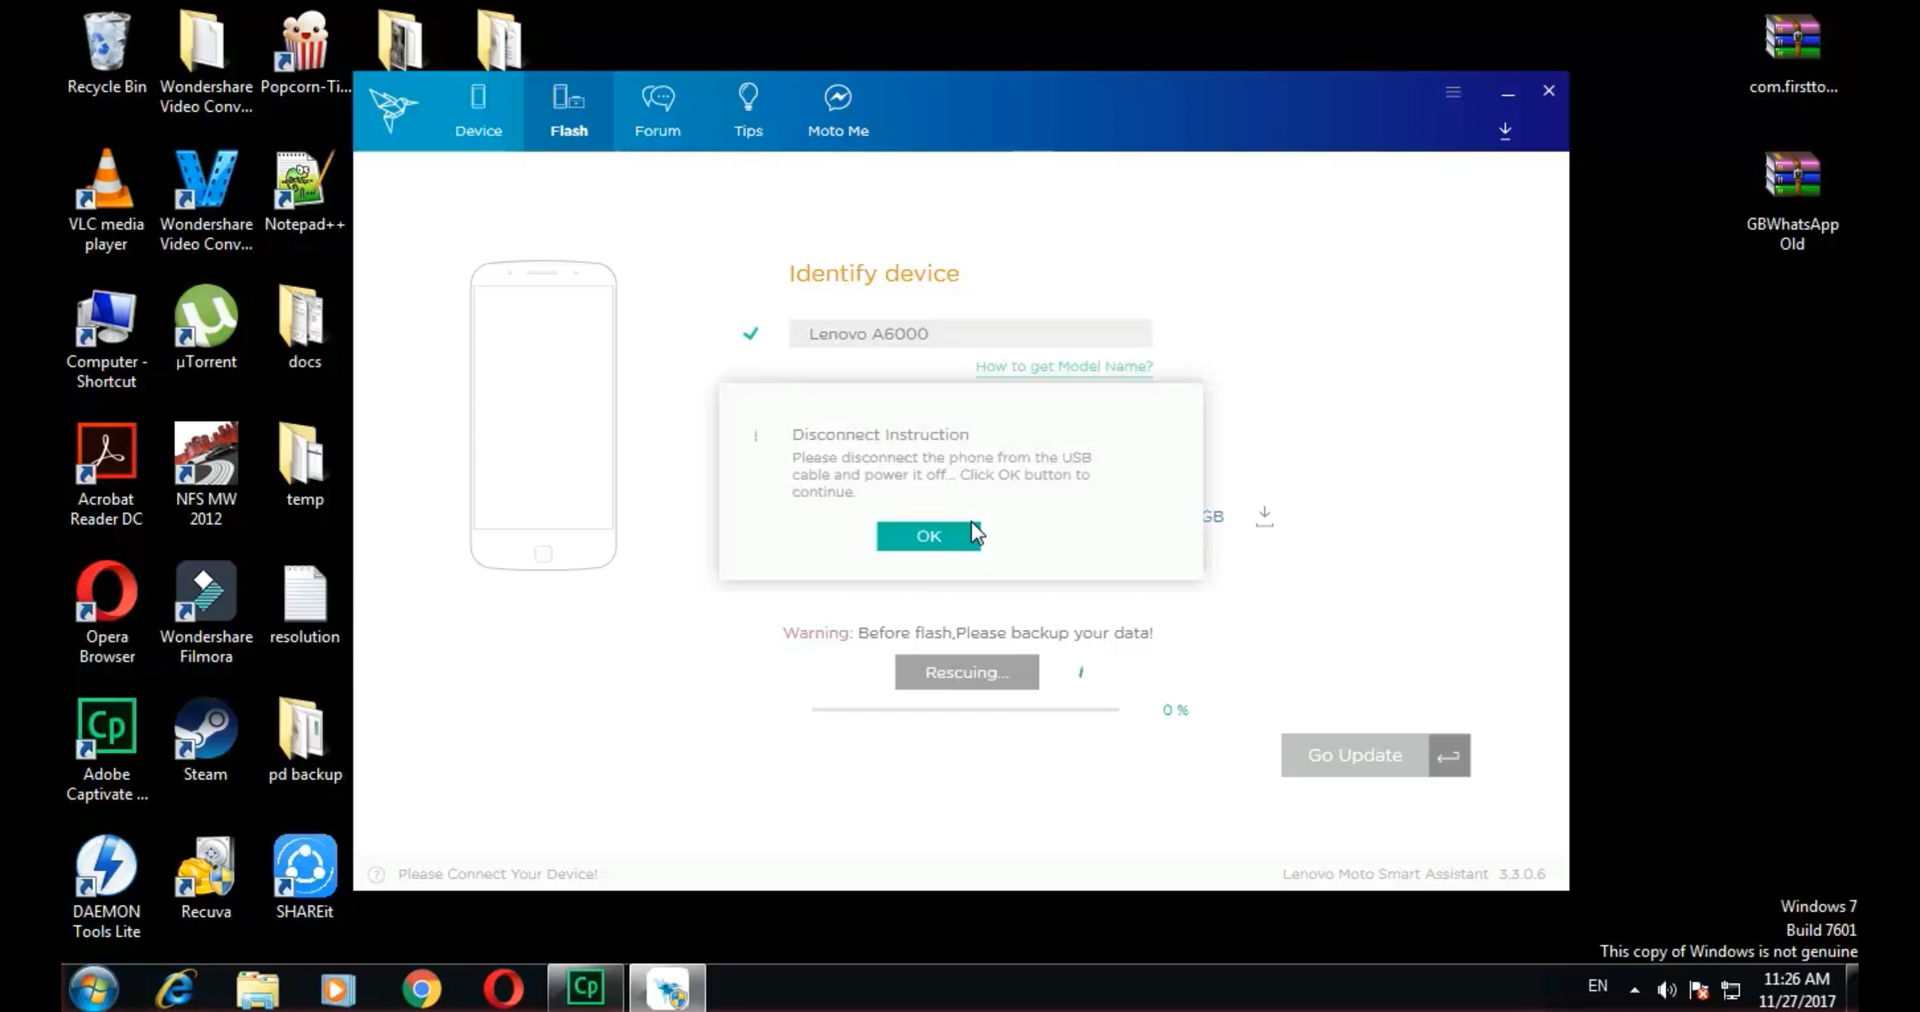 Recycle Bin
Wondershare
Video Conv...
Popcorn-Ti...
VLC media
player
Wondershare
Video Conv...
Notepad++
Computer -
Shortcut
µTorrent
docs
Acrobat
Reader DC
NFS MW
2012
temp
Opera
Browser
Wondershare
Filmora
resolution
Adobe
Captivate ...
Steam
pd backup
DAEMON
Tools Lite
Recuva
SHAREit
com.firstto...
GBWhatsApp
Old
Device
Flash
Forum
Tips
Moto Me
Identify device
Lenovo A6000
How to get Model Name?
Disconnect Instruction
Please disconnect the phone from the USB
cable and power it off... Click OK button to
continue.
OK
GB
Warning: Before flash,Please backup your data!
Rescuing...
0 %
Go Update
Please Connect Your Device!
Lenovo Moto Smart Assistant 3.3.0.6
Windows 7
Build 7601
This copy of Windows is not genuine
Cp
Cp
EN
11:26 AM
11/27/2017